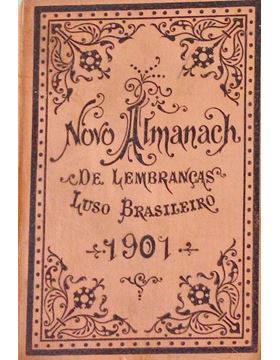 Novo Almanach
De Lembranças
Luso Brasileiro
1901